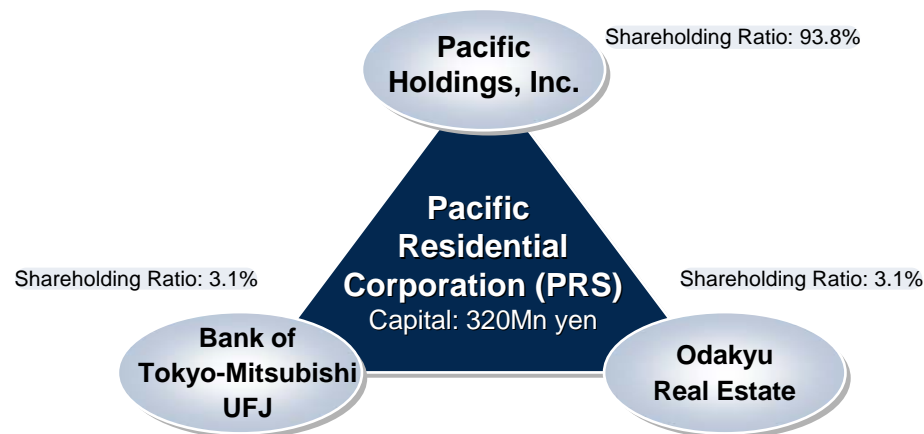 Pacific
Holdings, Inc.
Shareholding Ratio: 93.8%
Pacific
Residential
Corporation (PRS)
Capital: 320Mn yen
Shareholding Ratio: 3.1%
Bank of
Tokyo-Mitsubishi
UFJ
Shareholding Ratio: 3.1%
Odakyu
Real Estate